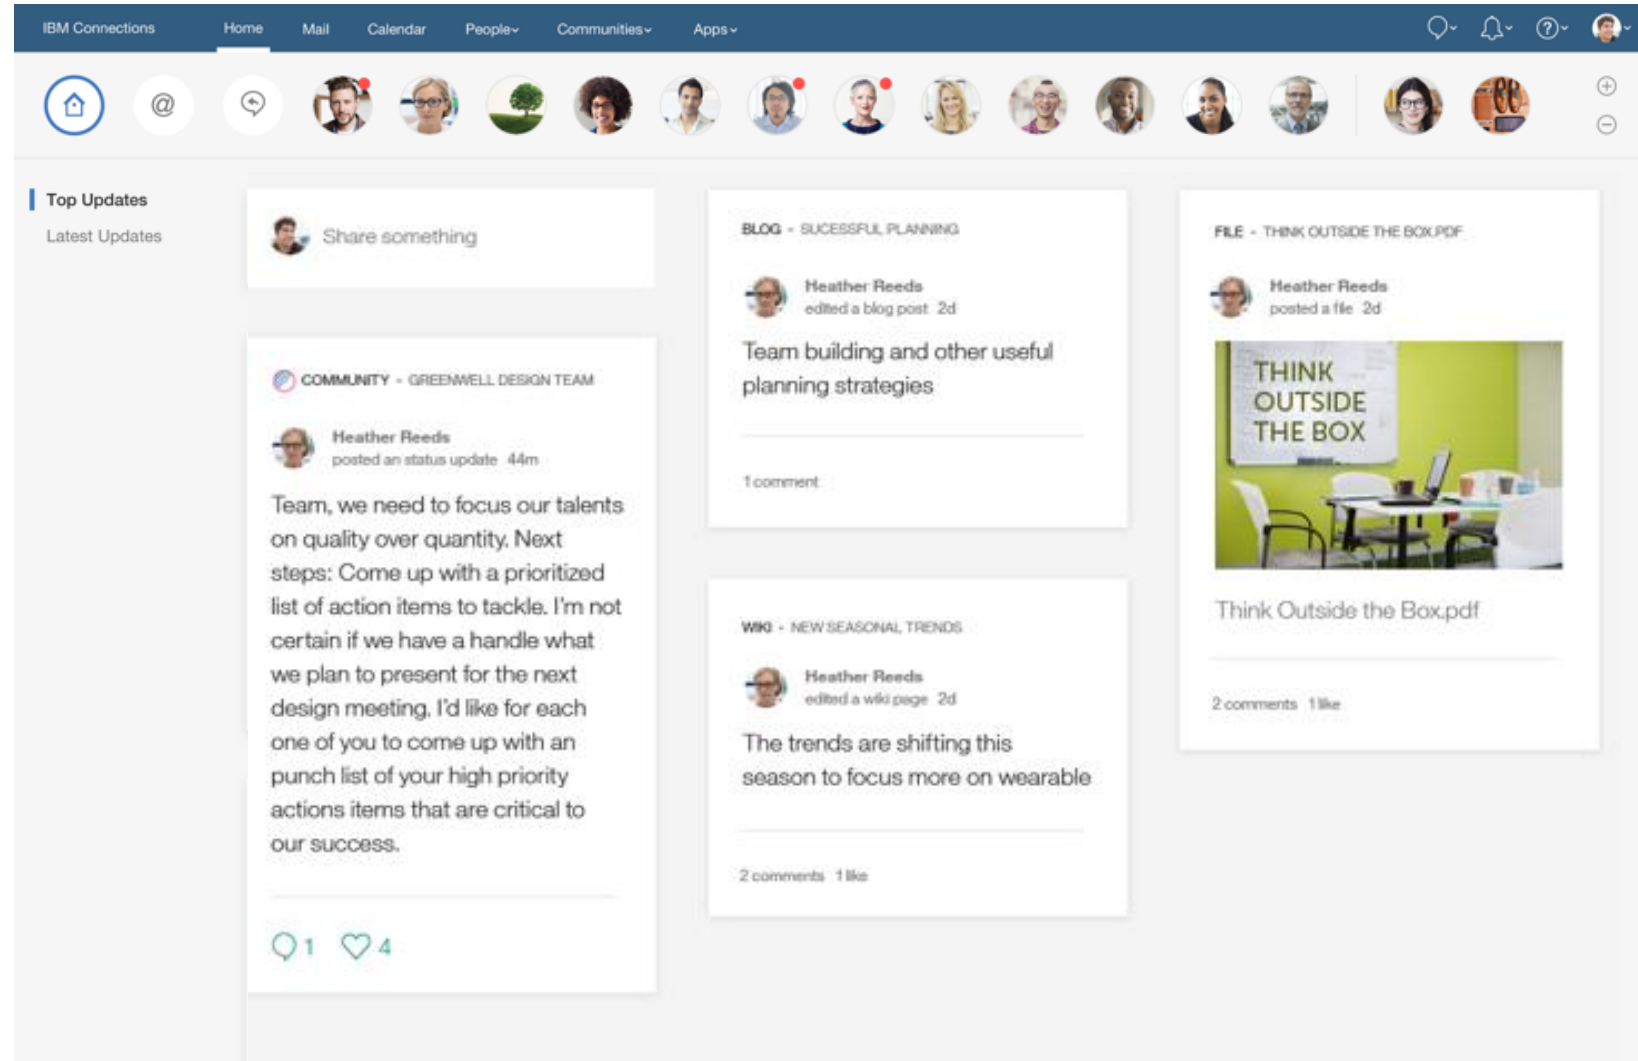 IBM Connections
Home
Mail
Calendar
People
Communities
Apps
@
Top Updates
Latest Updates
Share something
COMMUNITY - GREENWELL DESIGN TEAM
Heather Reeds
posted an status update 44m
Team, we need to focus our talents
on quality over quantity. Next
steps: Come up with a prioritized
list of action items to tackle. I'm not
certain if we have a handle what
we plan to present for the next
design meeting. I'd like for each
one of you to come up with an
punch list of your high priority
actions items that are critical to
our success.
1 4
BLOG - SUCESSFUL PLANNING
Heather Reeds
edited a blog post 2d
Team building and other useful
planning strategies
1 comment
WIKI - NEW SEASONAL TRENDS
Heather Reeds
edited a wiki page 2d
The trends are shifting this
season to focus more on wearable
2 comments 1 like
FILE - THINK OUTSIDE THE BOX.PDF
Heather Reeds
posted a file 2d
THINK
OUTSIDE
THE BOX
Think Outside the Box.pdf
2 comments 1 like